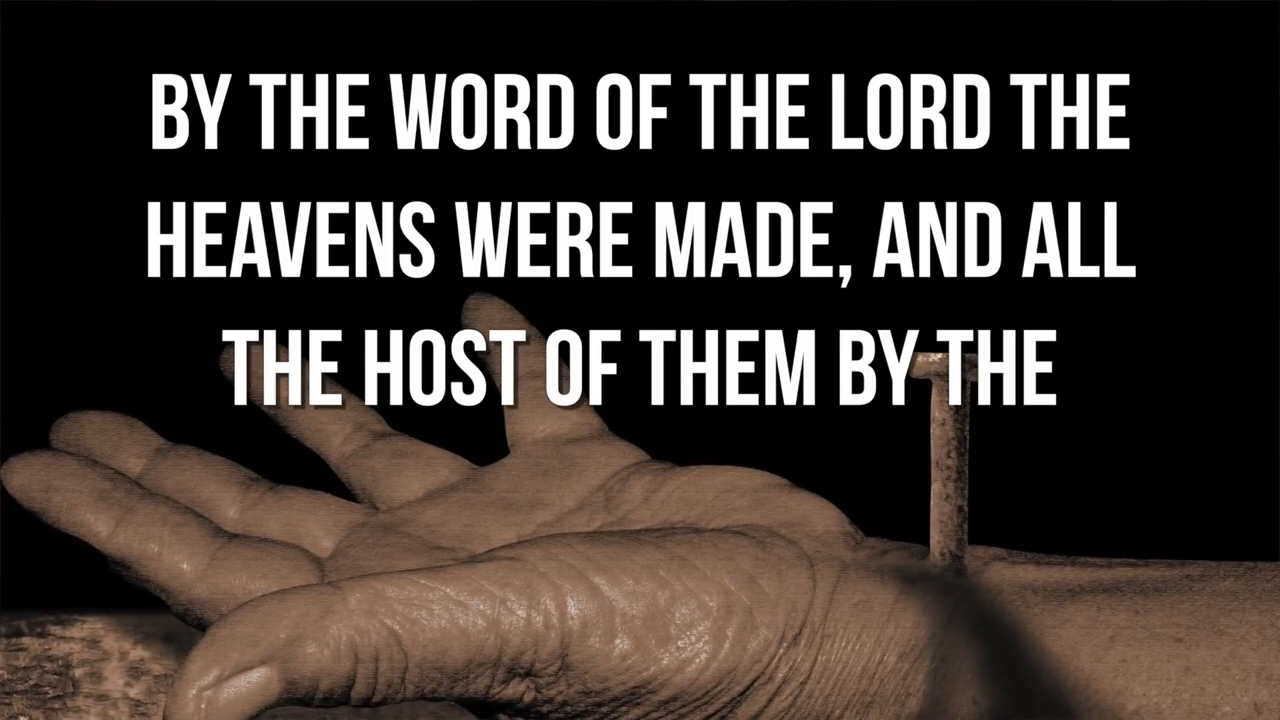 BY THE WORD OF THE LORD THE
HEAVENS WERE MADE, AND ALL
THE HOST OF THEM BY THE